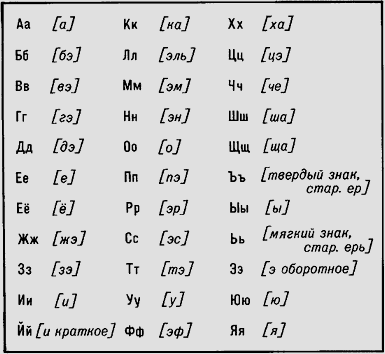 Аа [а] Кк [ка] Хх [ха]
Бб [бэ] Лл [эль] Цц [цэ]
Вв [вэ] Мм [эм] Чч [че]
Гг [гэ] Нн [эн] Шш [ша]
Дд [дэ] Оо [о] Щщ [ща]
Ее [е] Пп [пэ] Ъъ [твердый знак,
стар. ер]
Её [ё] Рр [эр] Ыы [ы]
Жж [жэ] Сс [эс] Ьь [мягкий знак,
стар. ерь]
Зз [зэ] Тт [тэ] Ээ [э оборотное]
Ии [и] Уу [у] Юю [ю]
Йй [и краткое] Фф [эф] Яя [я]